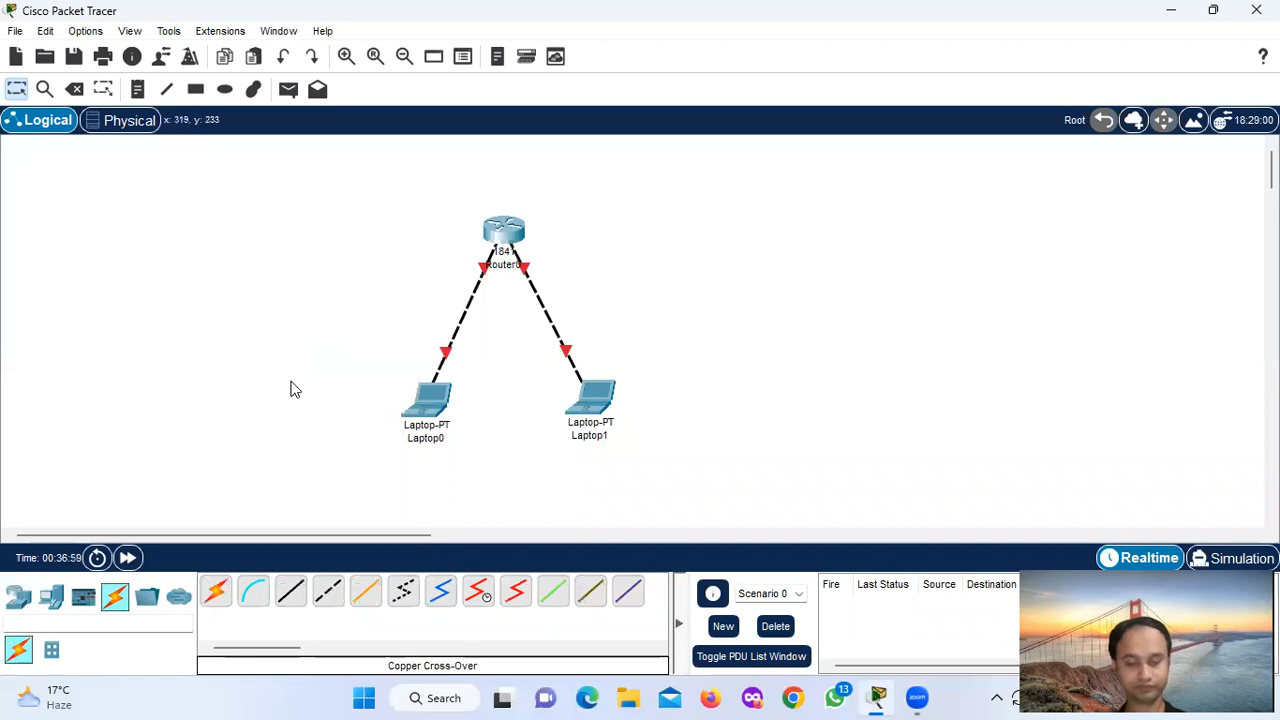 Cisco Packet Tracer
File Edit Options View Tools Extensions Window Help
Logical Physical x: 319, y: 233 Root 18:29:00
1841
Router0
Laptop-PT
Laptop0
Laptop-PT
Laptop1
Time: 00:36:59 Realtime Simulation
Scenario 0
Fire Last Status Source Destination
New Delete
Toggle PDU List Window
Copper Cross-Over
17°C
Haze
Search
13